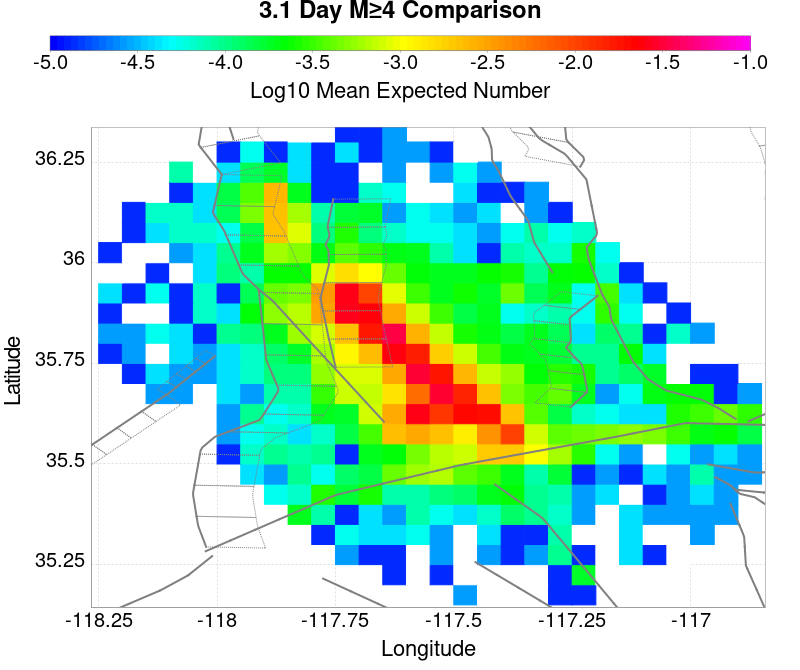 3.1 Day M≥4 Comparison
-5.0 -4.5 -4.0 -3.5 -3.0 -2.5 -2.0 -1.5 -1.0
Log10 Mean Expected Number
36.25
36
35.75
35.5
35.25
Latitude
-118.25 -118 -117.75 -117.5 -117.25 -117
Longitude